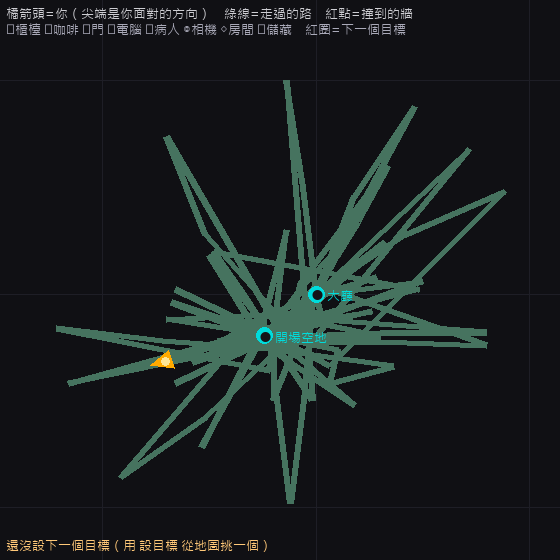 橘箭頭=你（尖端是你面對的方向） 綠線=走過的路 紅點=撞到的牆
櫃檯 咖啡 門 電腦 病人 相機 ◇房間 儲藏 紅圈=下一個目標
大廳
開場空地
還沒設下一個目標（用 設目標 從地圖挑一個）